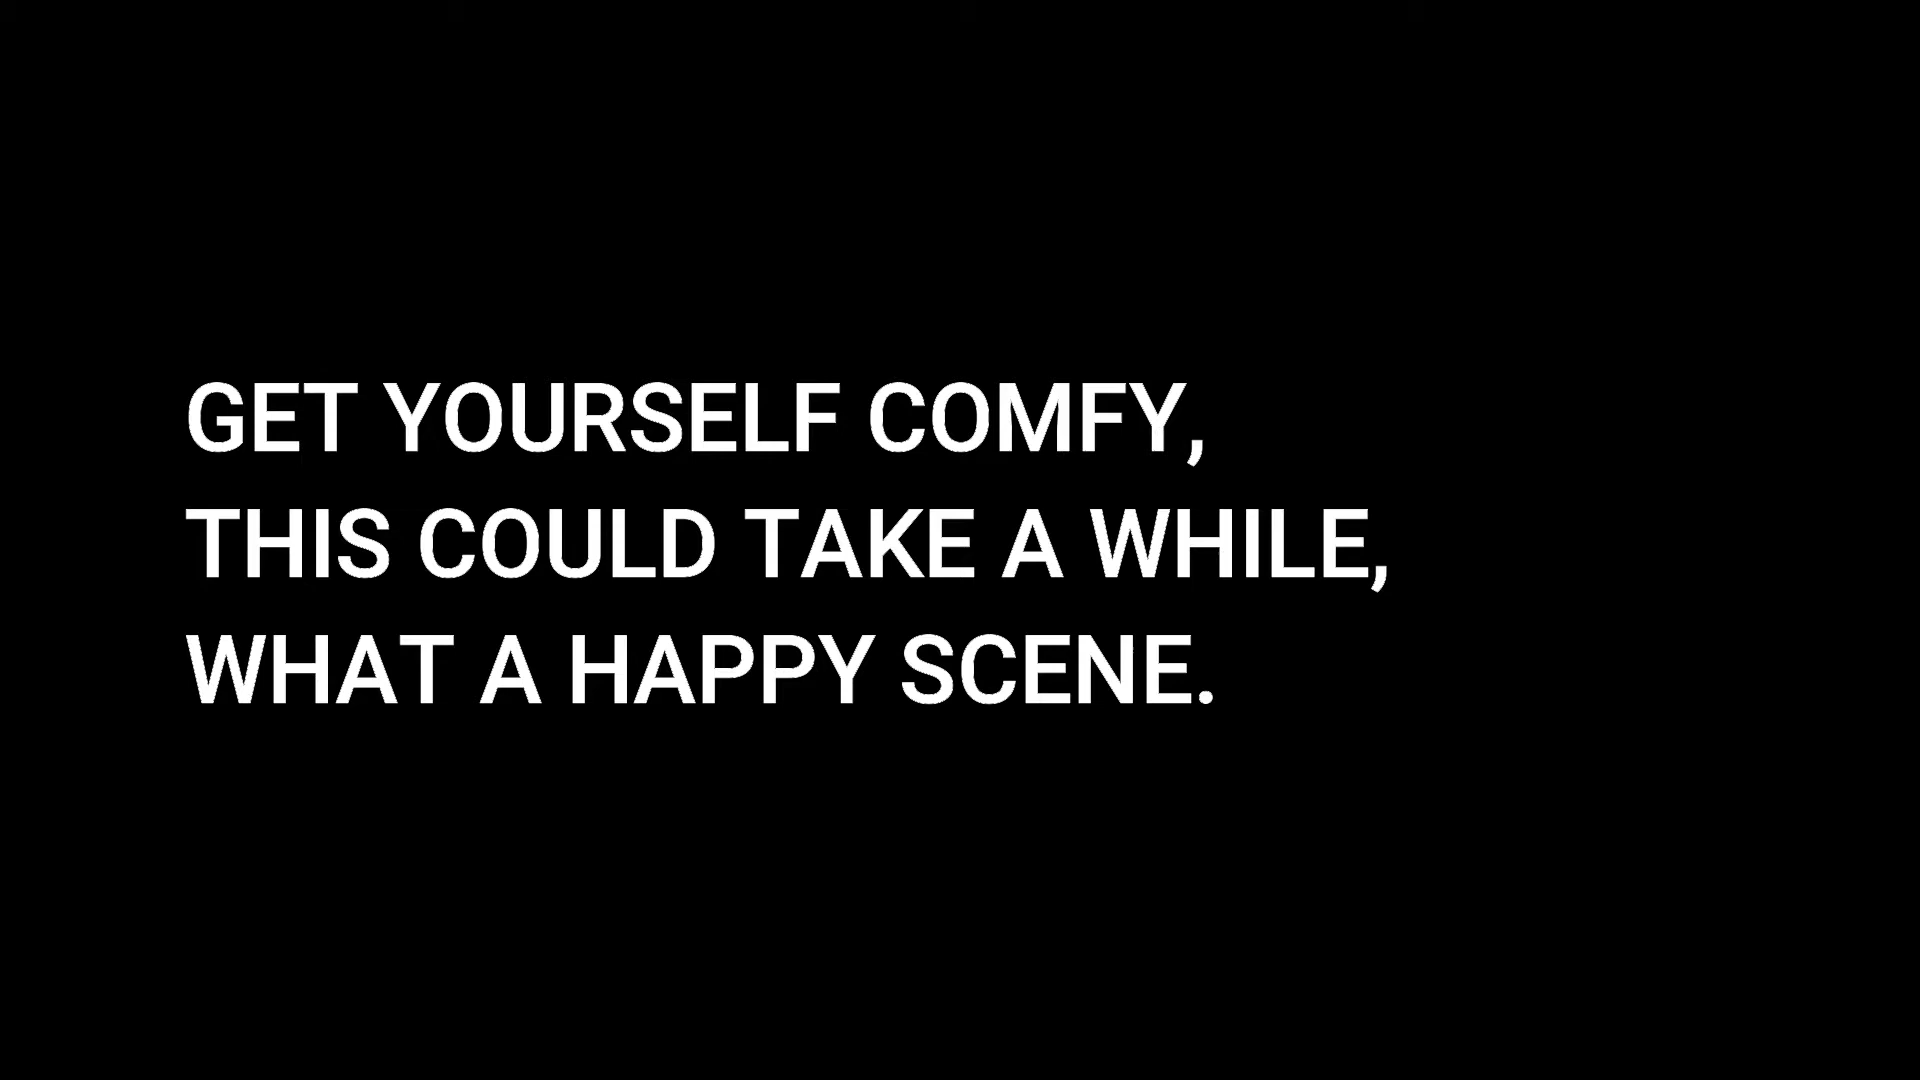 GET YOURSELF COMFY,
THIS COULD TAKE A WHILE,
WHAT A HAPPY SCENE.